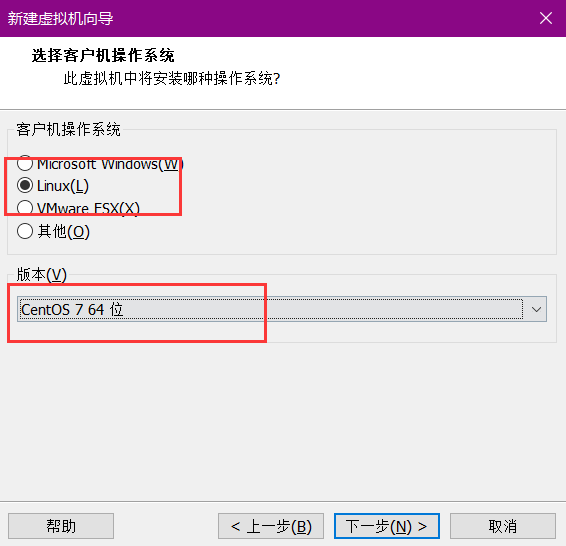 新建虚拟机向导
选择客户机操作系统
此虚拟机中将安装哪种操作系统?
客户机操作系统
Microsoft Windows(W)
Linux(L)
VMware ESX(X)
其他(O)
版本(V)
CentOS 7 64 位
帮助
< 上一步(B)
下一步(N) >
取消